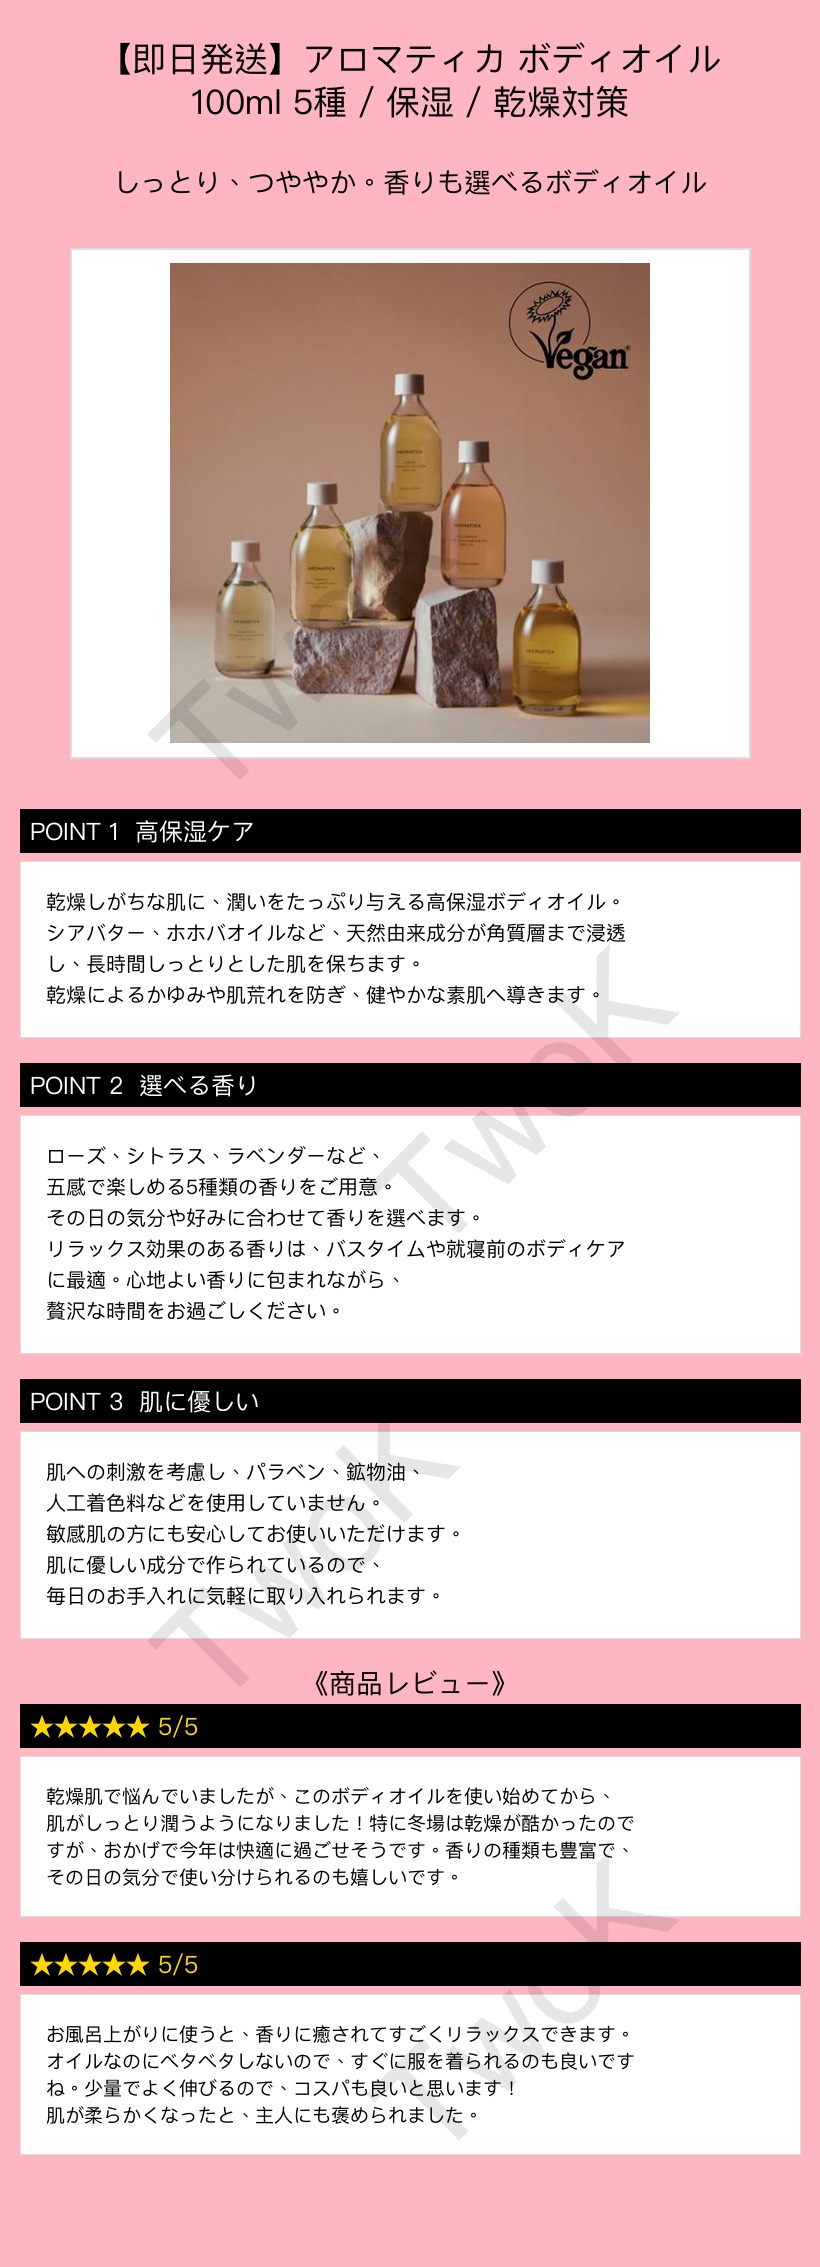 【即日発送】アロマティカ ボディオイル
100ml 5種 / 保湿 / 乾燥対策
しっとり、つややか。香りも選べるボディオイル
Vegan
AROMATICA
AROMATICA
AROMATICA
AROMATICA
AROMATICA
TwoK
POINT 1 高保湿ケア
乾燥しがちな肌に、潤いをたっぷり与える高保湿ボディオイル。
シアバター、ホホバオイルなど、天然由来成分が角質層まで浸透
し、長時間しっとりとした肌を保ちます。
乾燥によるかゆみや肌荒れを防ぎ、健やかな素肌へ導きます。
TwoK
POINT 2 選べる香り
ローズ、シトラス、ラベンダーなど、
五感で楽しめる5種類の香りをご用意。
その日の気分や好みに合わせて香りを選べます。
リラックス効果のある香りは、バスタイムや就寝前のボディケア
に最適。心地よい香りに包まれながら、
贅沢な時間をお過ごしください。
POINT 3 肌に優しい
肌への刺激を考慮し、パラベン、鉱物油、
人工着色料などを使用していません。
敏感肌の方にも安心してお使いいただけます。
肌に優しい成分で作られているので、
毎日のお手入れに気軽に取り入れられます。
TwoK
《商品レビュー》
★★★★★ 5/5
乾燥肌で悩んでいましたが、このボディオイルを使い始めてから、
肌がしっとり潤うようになりました！特に冬場は乾燥が酷かったので
すが、おかげで今年は快適に過ごせそうです。香りの種類も豊富で、
その日の気分で使い分けられるのも嬉しいです。
★★★★★ 5/5
お風呂上がりに使うと、香りに癒されてすごくリラックスできます。
オイルなのにベタベタしないので、すぐに服を着られるのも良いです
ね。少量でよく伸びるので、コスパも良いと思います！
肌が柔らかくなったと、主人にも褒められました。
TwoK